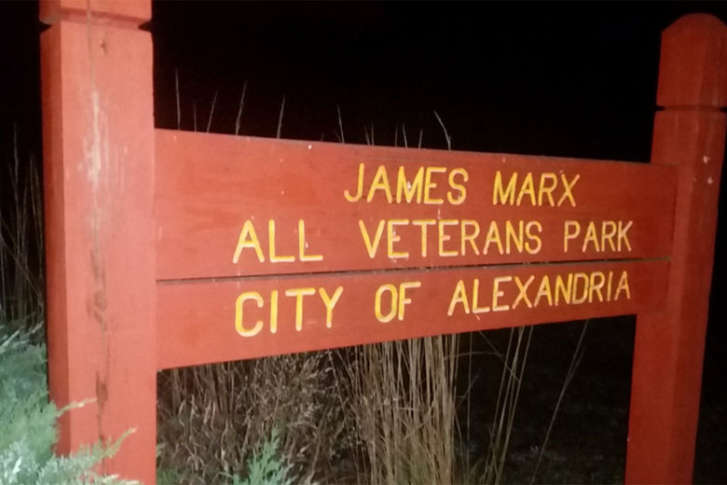 JAMES MARX
ALL VETERANS PARK
CITY OF ALEXANDRIA